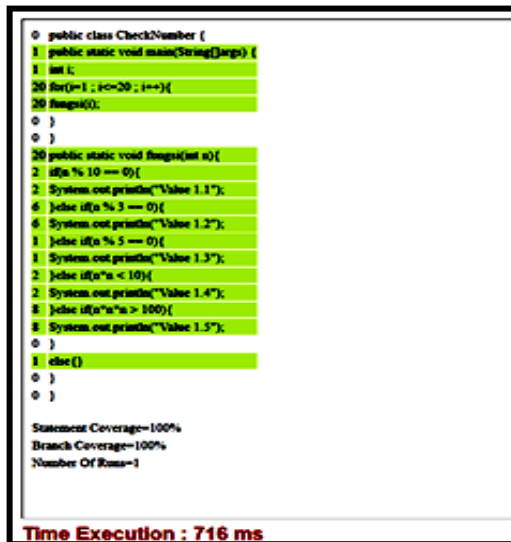 0 public class CheckNumber {
1 public static void main(String[]args) {
1 int i;
20 for(i=1 ; i<=20 ; i++){
20 fungsi(i);
0 }
0 }
20 public static void fungsi(int n){
2 if(n % 10 == 0){
2 System.out.println("Value 1.1");
6 }else if(n % 3 == 0){
6 System.out.println("Value 1.2");
1 }else if(n % 5 == 0){
1 System.out.println("Value 1.3");
2 }else if(n*n < 10){
2 System.out.println("Value 1.4");
8 }else if(n*n*n > 100){
8 System.out.println("Value 1.5");
0 }
1 else{}
0 }
0 }
Statement Coverage=100%
Branch Coverage=100%
Number Of Runs=1
Time Execution : 716 ms